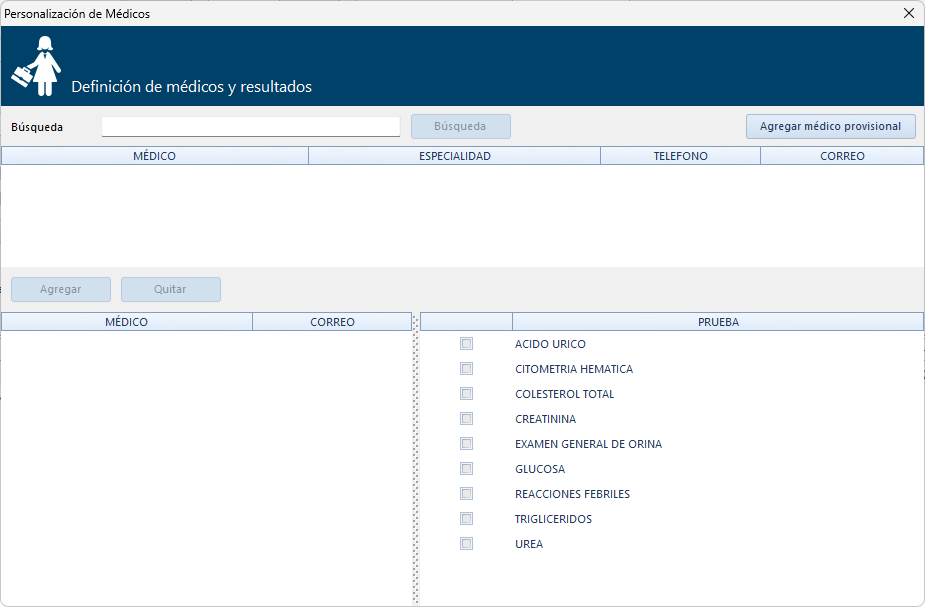 Personalización de Médicos
Definición de médicos y resultados
Búsqueda Búsqueda Agregar médico provisional
MÉDICO ESPECIALIDAD TELEFONO CORREO
Agregar Quitar
MÉDICO CORREO PRUEBA
ACIDO URICO
CITOMETRIA HEMATICA
COLESTEROL TOTAL
CREATININA
EXAMEN GENERAL DE ORINA
GLUCOSA
REACCIONES FEBRILES
TRIGLICERIDOS
UREA